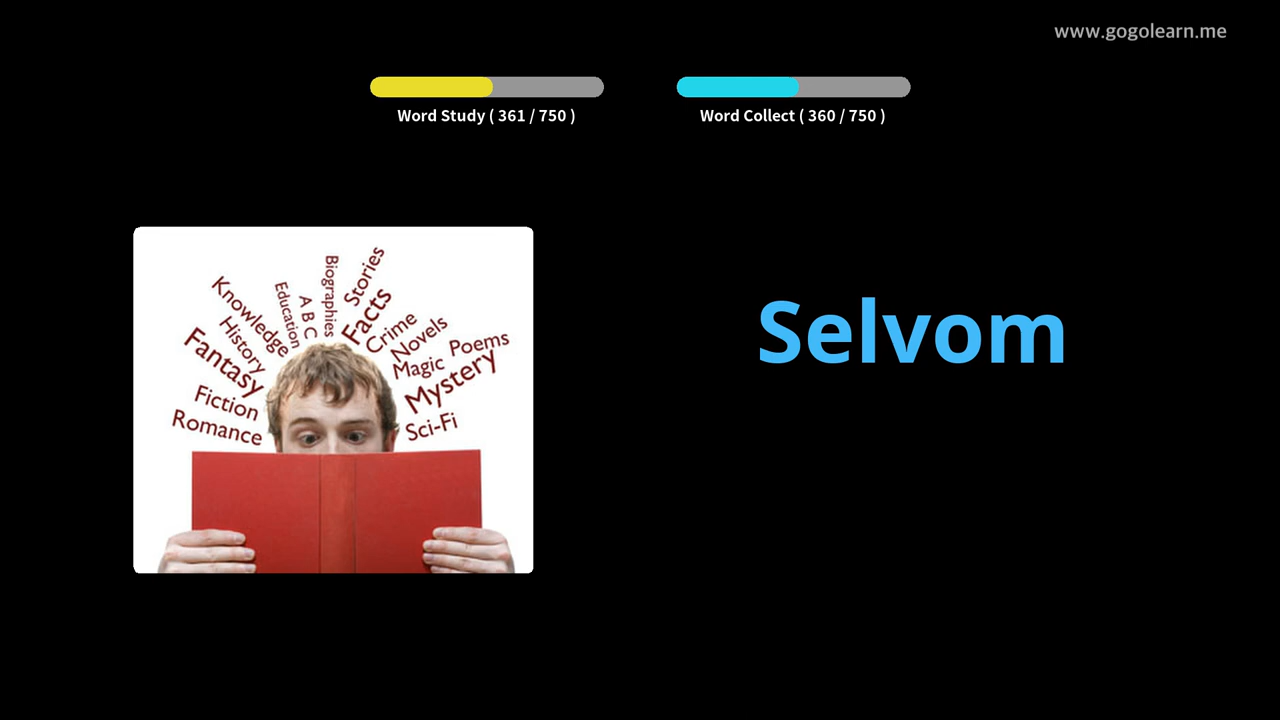 www.gogolearn.me
Word Study ( 361 / 750 )
Word Collect ( 360 / 750 )
Selvom
Romance
Fiction
Fantasy
History
Knowledge
Education
A B C
Biographies
Stories
Facts
Crime
Novels
Magic
Poems
Mystery
Sci-Fi